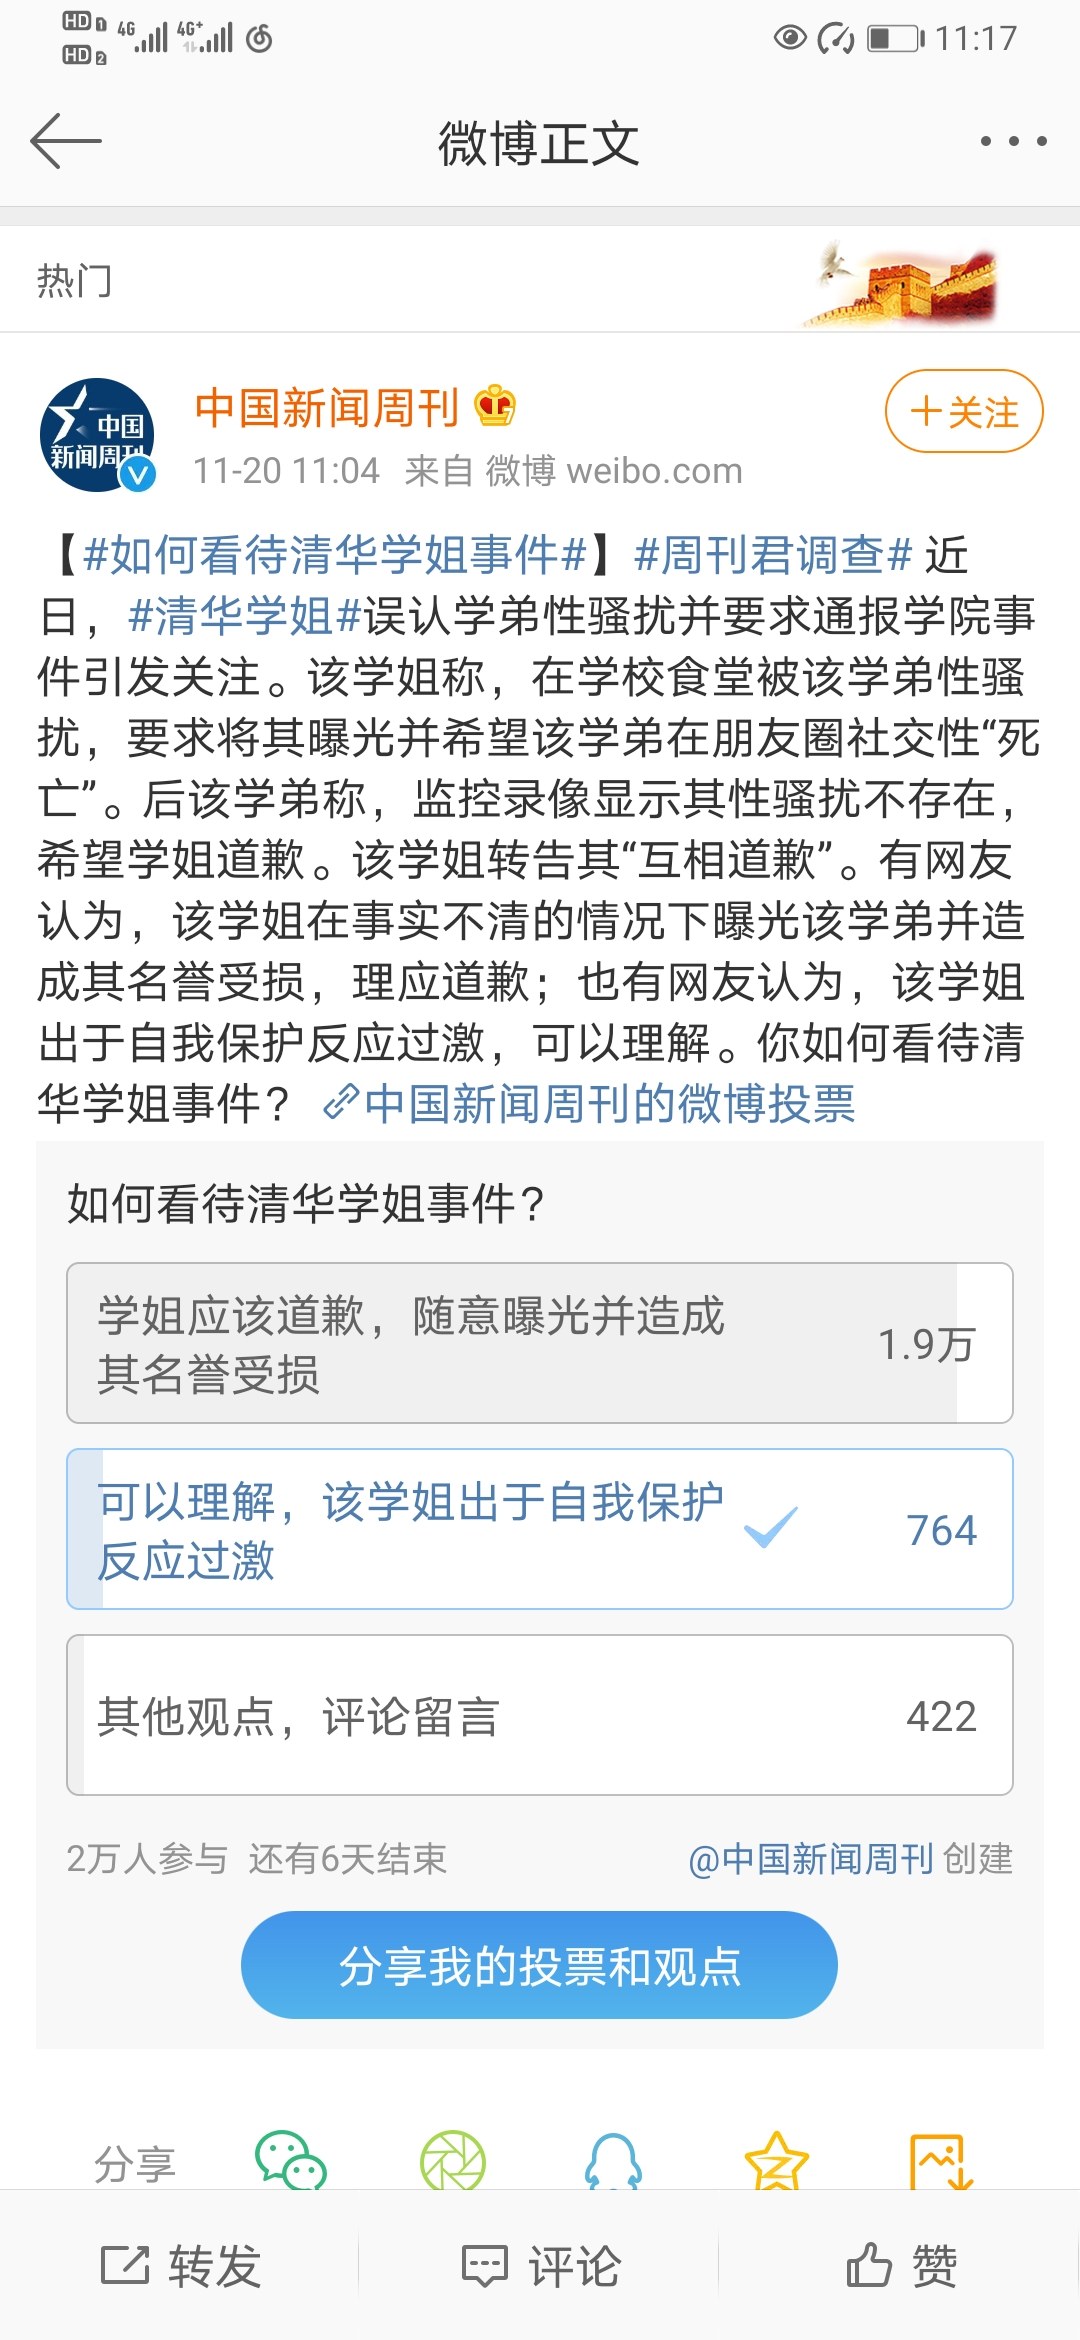 HD 1 4G 4G+ 11:17
HD 2
微博正文
热门
中国新闻周刊
中国
新闻周刊
+关注
11-20 11:04 来自 微博 weibo.com
【#如何看待清华学姐事件#】#周刊君调查# 近
日，#清华学姐#误认学弟性骚扰并要求通报学院事
件引发关注。该学姐称，在学校食堂被该学弟性骚
扰，要求将其曝光并希望该学弟在朋友圈社交性“死
亡”。后该学弟称，监控录像显示其性骚扰不存在，
希望学姐道歉。该学姐转告其“互相道歉”。有网友
认为，该学姐在事实不清的情况下曝光该学弟并造
成其名誉受损，理应道歉；也有网友认为，该学姐
出于自我保护反应过激，可以理解。你如何看待清
华学姐事件？ 中国新闻周刊的微博投票
如何看待清华学姐事件？
学姐应该道歉，随意曝光并造成
其名誉受损
1.9万
可以理解，该学姐出于自我保护
反应过激
764
其他观点，评论留言
422
2万人参与 还有6天结束
@中国新闻周刊 创建
分享我的投票和观点
分享
转发
评论
赞